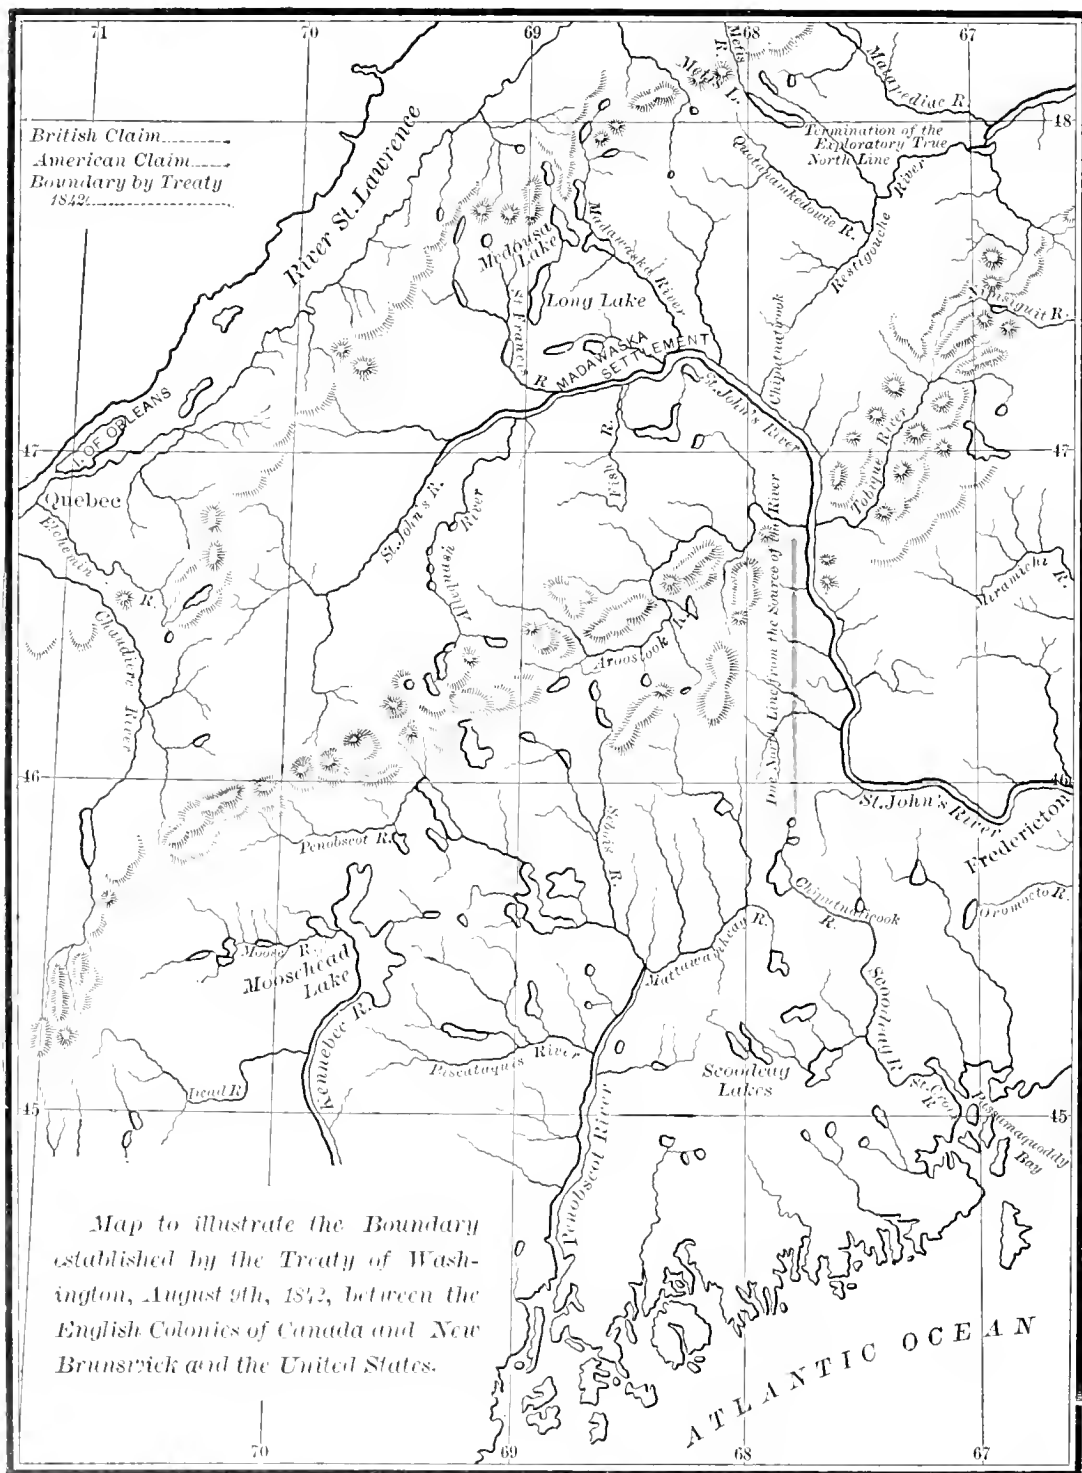 71
70
69
68
67
British Claim
American Claim
Boundary by Treaty
1842
River St. Lawrence
Metis
R.
Metis L.
Matapediac R.
48
Termination of the
Exploratory True
North Line
Quotawamkedowie R.
Restigouche River
Medousa
Lake
Madawaska River
Long Lake
St. Francis
R.
MADAWASKA
SETTLEMENT
St. John's River
Chiputnaticook
Nipisiguit R.
Tobique River
I. OF ORLEANS
47
47
Quebec
Etchemin
R.
Chaudiere River
St. John's R.
Allegnash
River
Fish R.
Miramichi R.
Aroostook R.
Due North Line from the Source of the River
46
46
St. John's River
Fredericton
Penobscot R.
Sebois R.
Chiputnaticook
R.
Oromocto R.
Moose R.
Moosehead
Lake
Mattawamkeag R.
Scoodeag R.
Kennebec R.
Piscataquis River
Scoodeag
Lakes
Dead R.
St. Croix
R.
Passamaquoddy
Bay
45
45
Penobscot River
Map to illustrate the Boundary
established by the Treaty of Wash-
ington, August 9th, 1842, between the
English Colonies of Canada and New
Brunswick and the United States.
ATLANTIC OCEAN
70
69
68
67